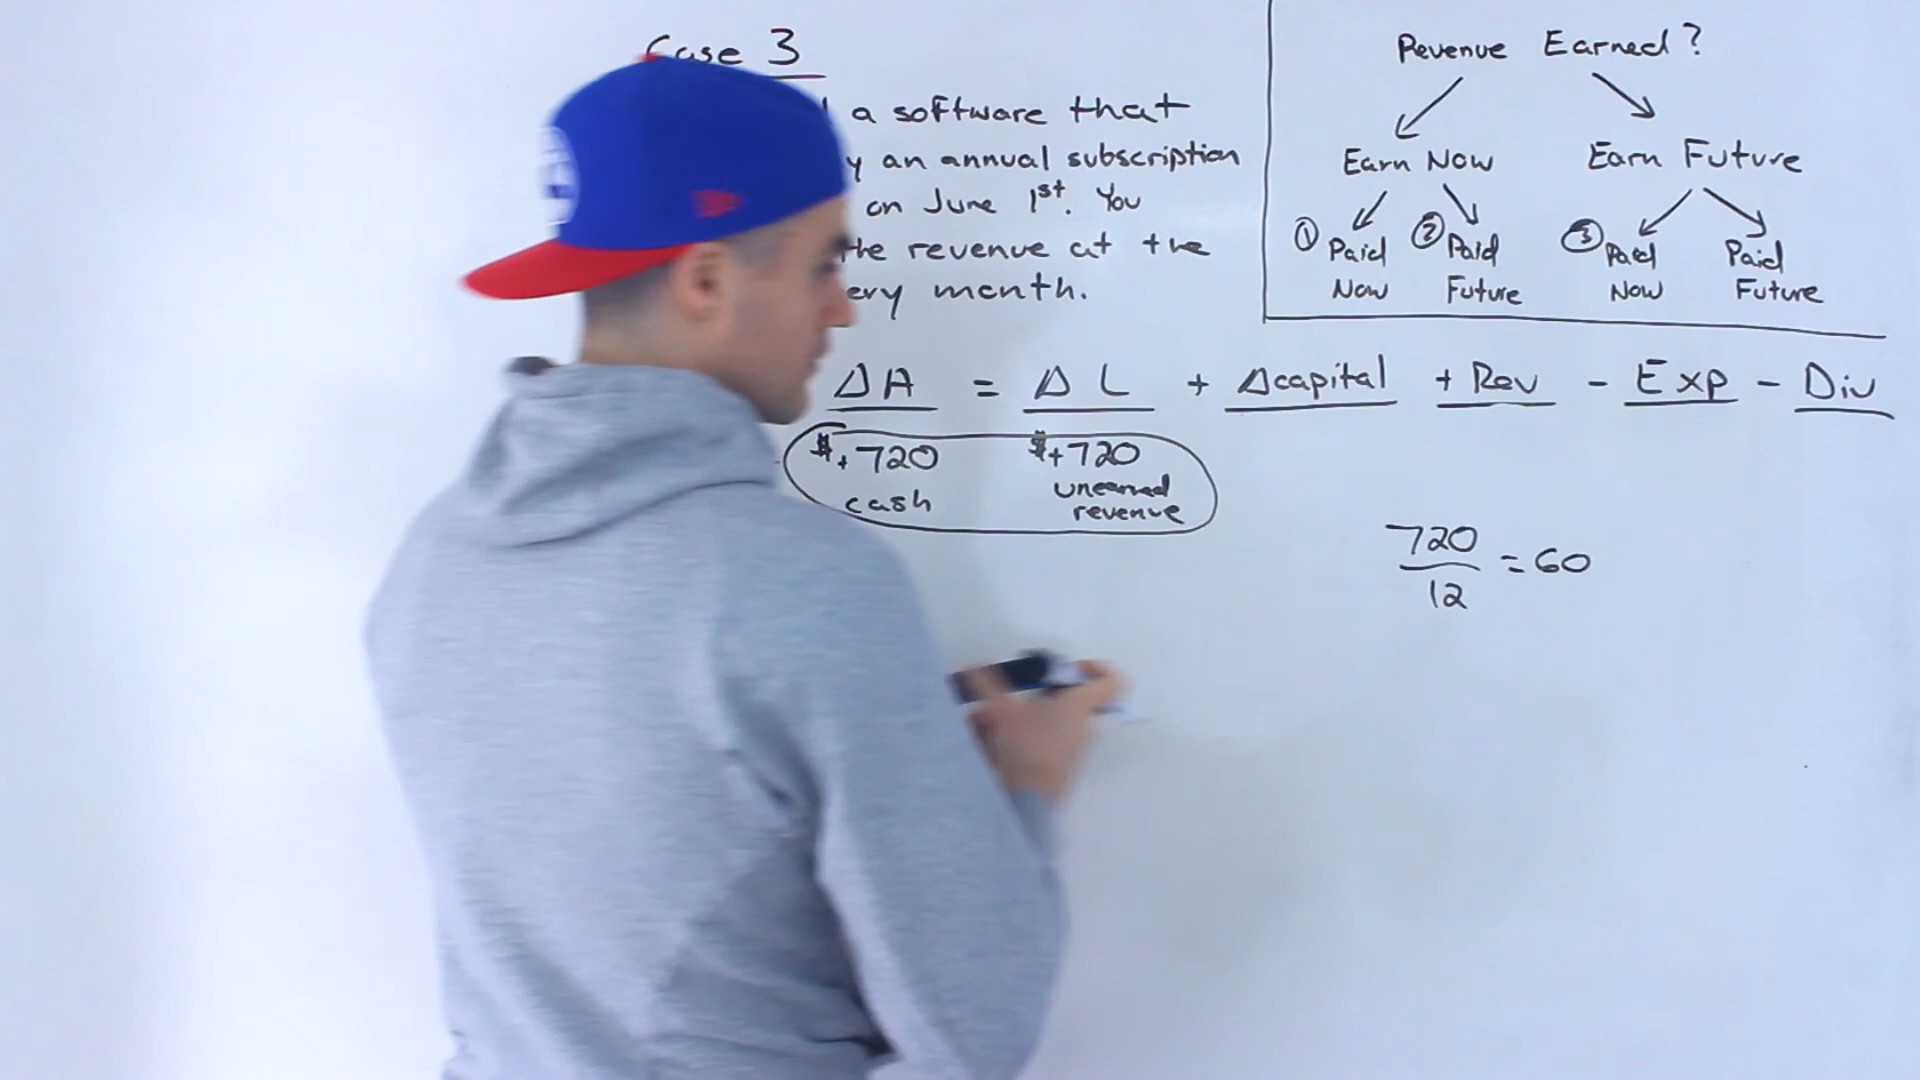 Case 3
a software that
y an annual subscription
on June 1st. You
the revenue at the
ery month.
Revenue Earned?
Earn Now Earn Future
① Paid Now ② Paid Future ③ Paid Now Paid Future
ΔA = ΔL + Δcapital + Rev - Exp - Div
$+720 $+720
cash unearned revenue
720/12 = 60